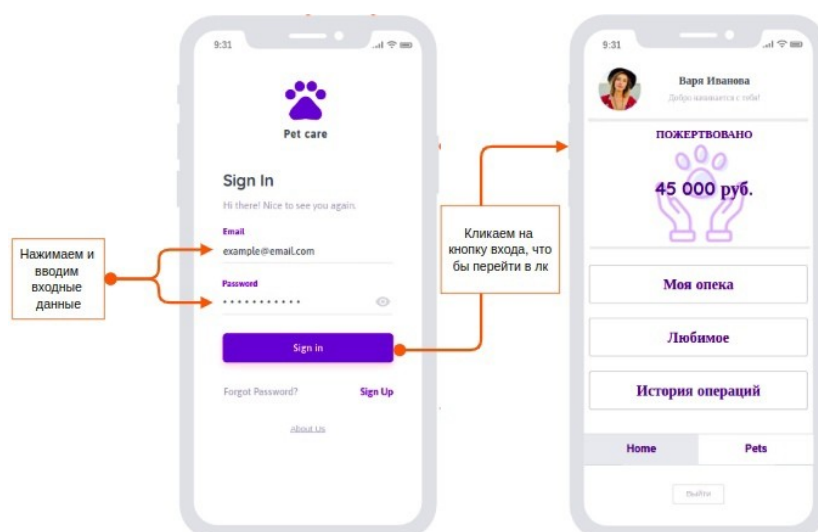 9:31
Pet care
Sign In
Hi there! Nice to see you again.
Email
example@email.com
Password
Sign in
Forgot Password?
Sign Up
About Us
Нажимаем и
вводим
входные
данные
Кликаем на
кнопку входа, что
бы перейти в лк
9:31
Варя Иванова
Добро начинается с тебя!
ПОЖЕРТВОВАНО
45 000 руб.
Моя опека
Любимое
История операций
Home
Pets
Выйти